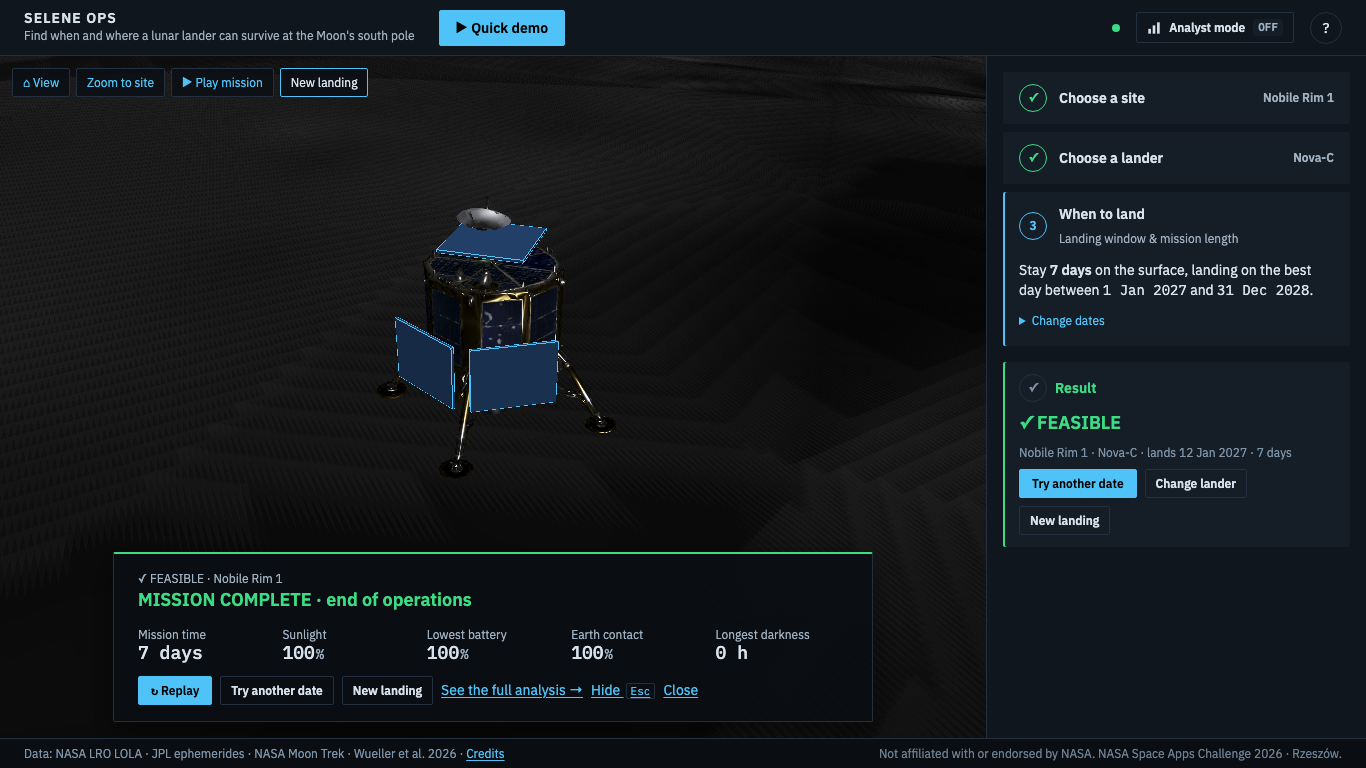 SELENE OPS
Find when and where a lunar lander can survive at the Moon's south pole
▶ Quick demo
Analyst mode OFF
?
⌂ View
Zoom to site
▶ Play mission
New landing
✓ Choose a site Nobile Rim 1
✓ Choose a lander Nova-C
3 When to land
Landing window & mission length
Stay 7 days on the surface, landing on the best
day between 1 Jan 2027 and 31 Dec 2028.
▶ Change dates
✓ Result
✓ FEASIBLE
Nobile Rim 1 · Nova-C · lands 12 Jan 2027 · 7 days
Try another date
Change lander
New landing
✓ FEASIBLE · Nobile Rim 1
MISSION COMPLETE · end of operations
Mission time Sunlight Lowest battery Earth contact Longest darkness
7 days 100% 100% 100% 0 h
↻ Replay Try another date New landing See the full analysis → Hide Esc Close
Data: NASA LRO LOLA · JPL ephemerides · NASA Moon Trek · Wueller et al. 2026 · Credits
Not affiliated with or endorsed by NASA. NASA Space Apps Challenge 2026 · Rzeszów.